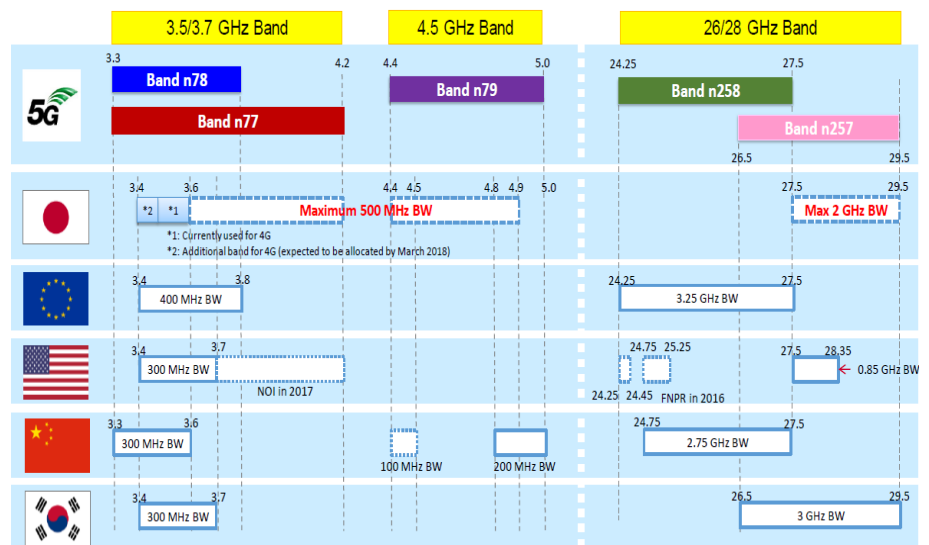 3.5/3.7 GHz Band
4.5 GHz Band
26/28 GHz Band
3.3
4.2
4.4
5.0
24.25
27.5
5G
Band n78
Band n79
Band n258
Band n77
Band n257
26.5
29.5
3.4
3.6
4.4
4.5
4.8
4.9
5.0
27.5
29.5
*2
*1
Maximum 500 MHz BW
Max 2 GHz BW
*1: Currently used for 4G
*2: Additional band for 4G (expected to be allocated by March 2018)
3.4
3.8
24.25
27.5
400 MHz BW
3.25 GHz BW
3.4
3.7
24.75
25.25
27.5
28.35
300 MHz BW
0.85 GHz BW
NOI in 2017
24.25
24.45
FNPR in 2016
3.3
3.6
24.75
27.5
300 MHz BW
2.75 GHz BW
100 MHz BW
200 MHz BW
3.4
3.7
26.5
29.5
300 MHz BW
3 GHz BW